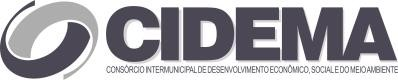 CIDEMA
CONSÓRCIO INTERMUNICIPAL DE DESENVOLVIMENTO ECONÔMICO, SOCIAL E DO MEIO AMBIENTE